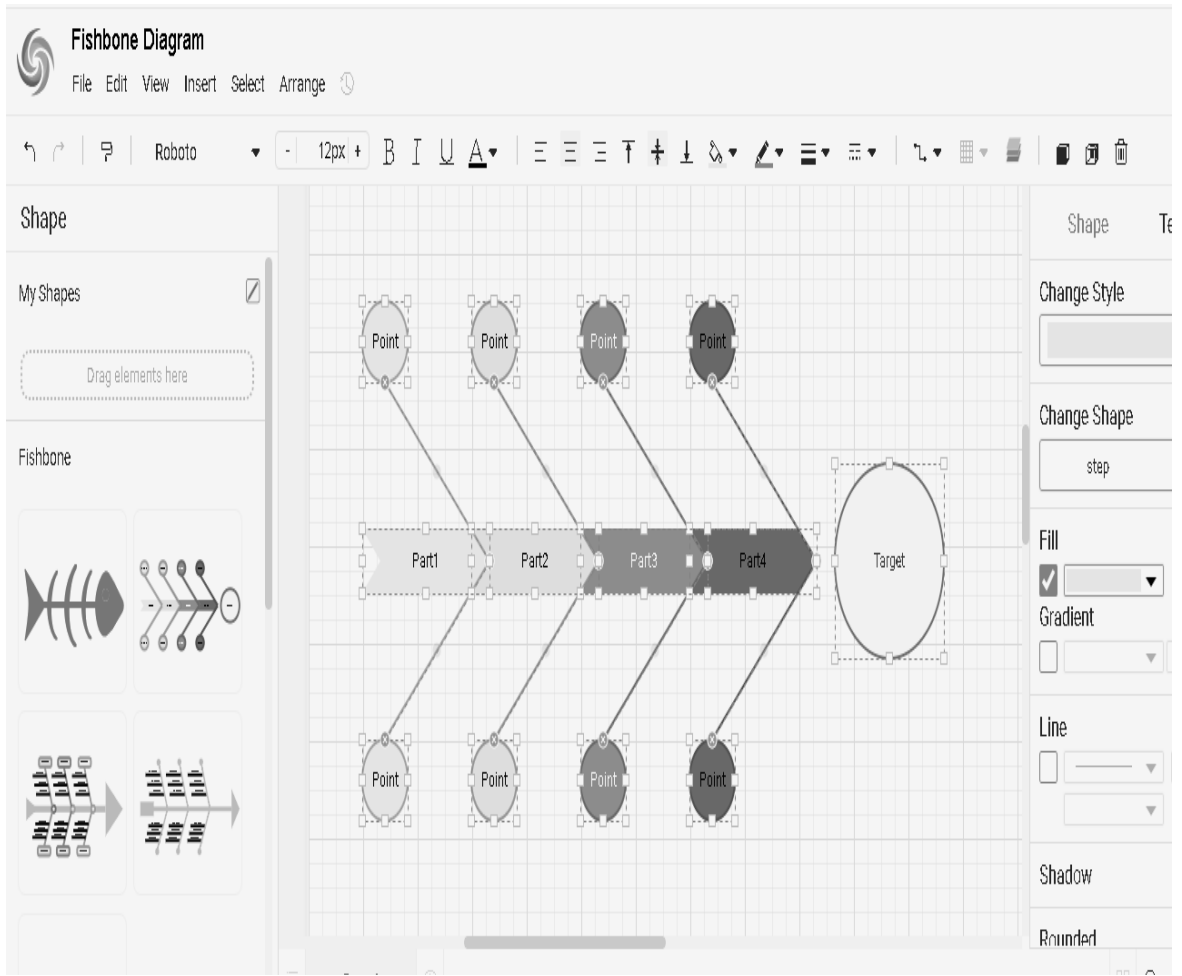 Fishbone Diagram
File Edit View Insert Select Arrange
Roboto - 12px + B I U A
Shape
My Shapes
Drag elements here
Fishbone
Point Point Point Point
Part1 Part2 Part3 Part4 Target
Point Point Point Point
Shape Te
Change Style
Change Shape
step
Fill
Gradient
Line
Shadow
Rounded